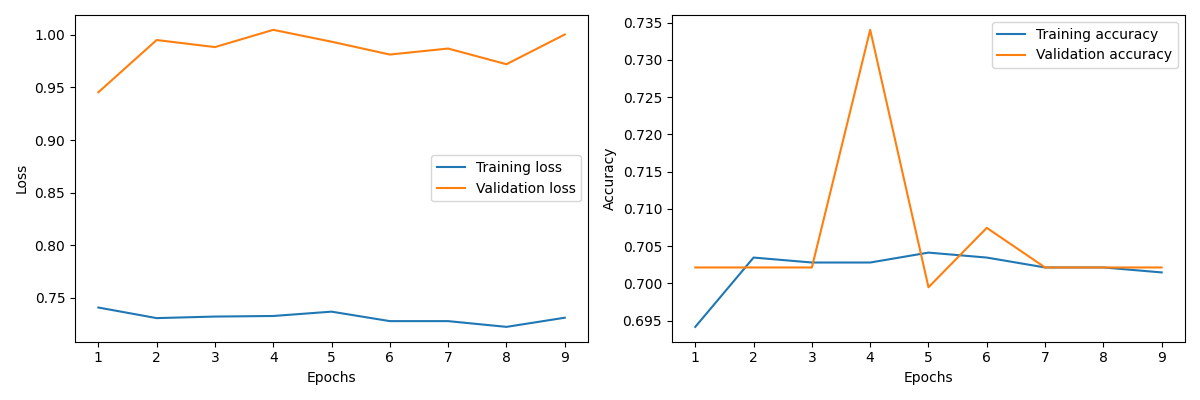 1.00
0.95
0.90
0.85
0.80
0.75
Loss
Training loss
Validation loss
1 2 3 4 5 6 7 8 9
Epochs
0.735
0.730
0.725
0.720
0.715
0.710
0.705
0.700
0.695
Accuracy
Training accuracy
Validation accuracy
1 2 3 4 5 6 7 8 9
Epochs